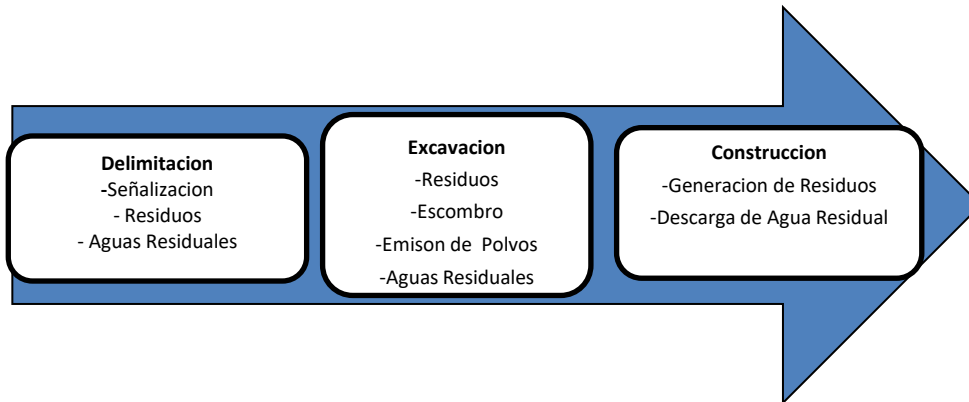 Delimitacion
-Señalizacion
- Residuos
- Aguas Residuales
Excavacion
-Residuos
-Escombro
-Emison de Polvos
-Aguas Residuales
Construccion
-Generacion de Residuos
-Descarga de Agua Residual